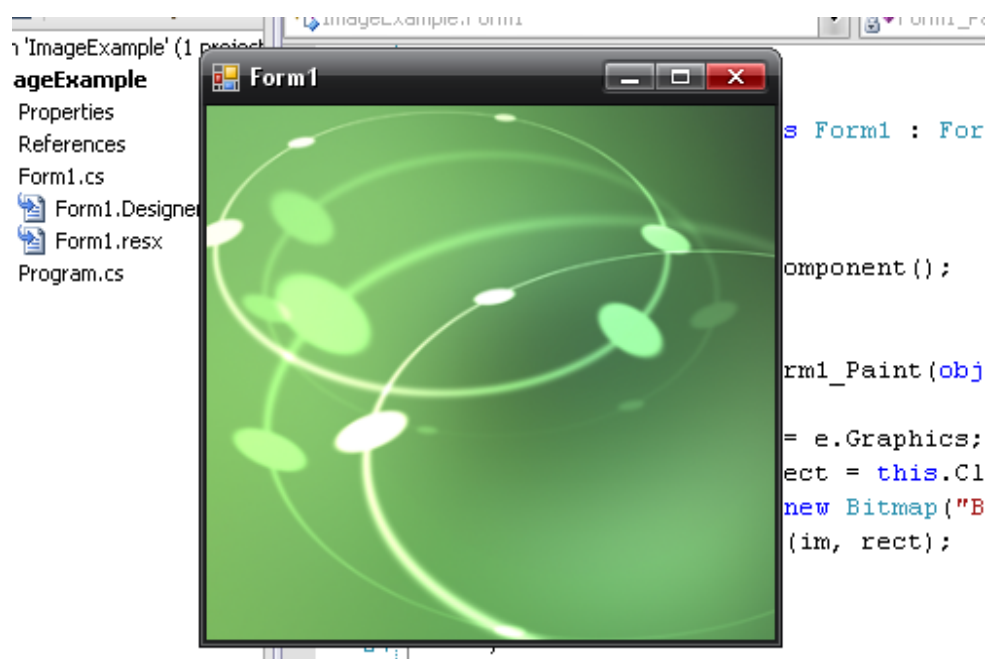 ImageExample.Form1
'ImageExample' (1 project
ageExample
Properties
References
Form1.cs
Form1.Designer
Form1.resx
Program.cs
Form1
s Form1 : For
omponent();
rm1_Paint(obj
= e.Graphics;
ect = this.Cl
new Bitmap("B
(im, rect);